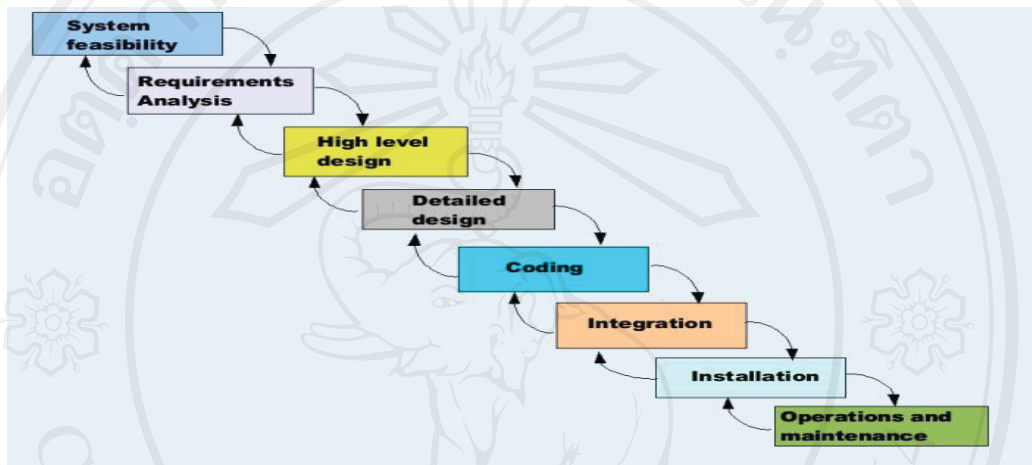 System
feasibility
Requirements
Analysis
High level
design
Detailed
design
Coding
Integration
Installation
Operations and
maintenance